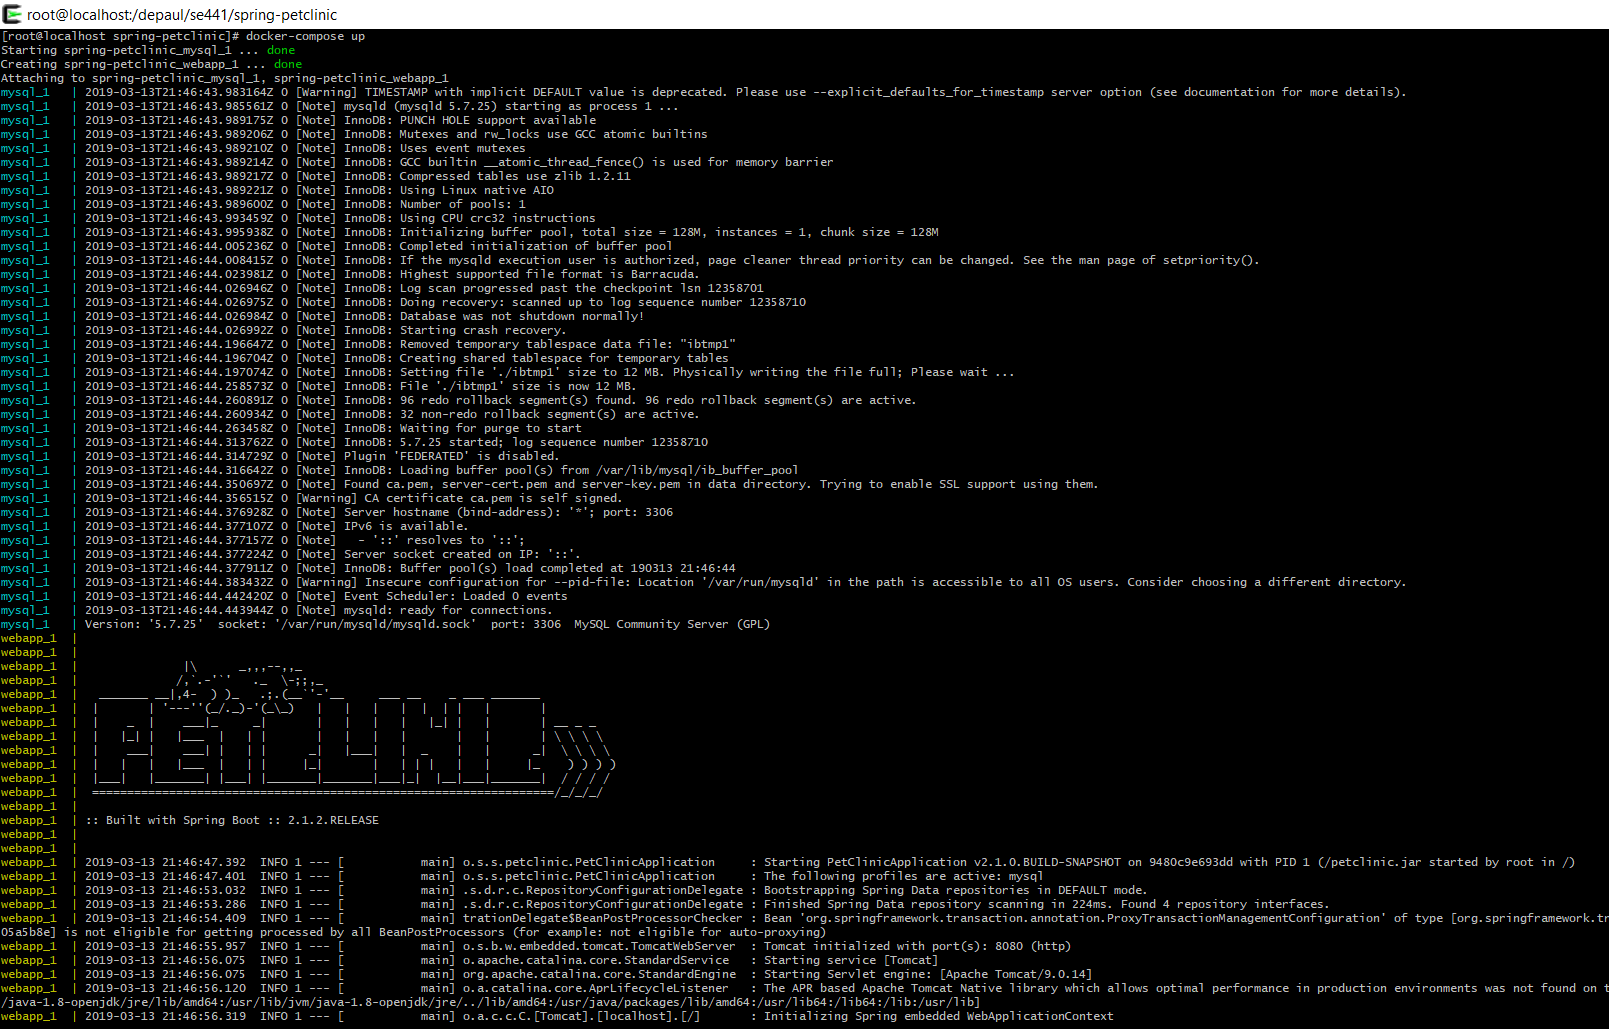 root@localhost:/depaul/se441/spring-petclinic
[root@localhost spring-petclinic]# docker-compose up
Starting spring-petclinic_mysql_1 ... done
Creating spring-petclinic_webapp_1 ... done
Attaching to spring-petclinic_mysql_1, spring-petclinic_webapp_1
mysql_1   | 2019-03-13T21:46:43.983164Z 0 [Warning] TIMESTAMP with implicit DEFAULT value is deprecated. Please use --explicit_defaults_for_timestamp server option (see documentation for more details).
mysql_1   | 2019-03-13T21:46:43.985561Z 0 [Note] mysqld (mysqld 5.7.25) starting as process 1 ...
mysql_1   | 2019-03-13T21:46:43.989175Z 0 [Note] InnoDB: PUNCH HOLE support available
mysql_1   | 2019-03-13T21:46:43.989206Z 0 [Note] InnoDB: Mutexes and rw_locks use GCC atomic builtins
mysql_1   | 2019-03-13T21:46:43.989210Z 0 [Note] InnoDB: Uses event mutexes
mysql_1   | 2019-03-13T21:46:43.989214Z 0 [Note] InnoDB: GCC builtin __atomic_thread_fence() is used for memory barrier
mysql_1   | 2019-03-13T21:46:43.989217Z 0 [Note] InnoDB: Compressed tables use zlib 1.2.11
mysql_1   | 2019-03-13T21:46:43.989221Z 0 [Note] InnoDB: Using Linux native AIO
mysql_1   | 2019-03-13T21:46:43.989600Z 0 [Note] InnoDB: Number of pools: 1
mysql_1   | 2019-03-13T21:46:43.993459Z 0 [Note] InnoDB: Using CPU crc32 instructions
mysql_1   | 2019-03-13T21:46:43.995938Z 0 [Note] InnoDB: Initializing buffer pool, total size = 128M, instances = 1, chunk size = 128M
mysql_1   | 2019-03-13T21:46:44.005236Z 0 [Note] InnoDB: Completed initialization of buffer pool
mysql_1   | 2019-03-13T21:46:44.008415Z 0 [Note] InnoDB: If the mysqld execution user is authorized, page cleaner thread priority can be changed. See the man page of setpriority().
mysql_1   | 2019-03-13T21:46:44.023981Z 0 [Note] InnoDB: Highest supported file format is Barracuda.
mysql_1   | 2019-03-13T21:46:44.026946Z 0 [Note] InnoDB: Log scan progressed past the checkpoint lsn 12358701
mysql_1   | 2019-03-13T21:46:44.026975Z 0 [Note] InnoDB: Doing recovery: scanned up to log sequence number 12358710
mysql_1   | 2019-03-13T21:46:44.026984Z 0 [Note] InnoDB: Database was not shutdown normally!
mysql_1   | 2019-03-13T21:46:44.026992Z 0 [Note] InnoDB: Starting crash recovery.
mysql_1   | 2019-03-13T21:46:44.196647Z 0 [Note] InnoDB: Removed temporary tablespace data file: "ibtmp1"
mysql_1   | 2019-03-13T21:46:44.196704Z 0 [Note] InnoDB: Creating shared tablespace for temporary tables
mysql_1   | 2019-03-13T21:46:44.197074Z 0 [Note] InnoDB: Setting file './ibtmp1' size to 12 MB. Physically writing the file full; Please wait ...
mysql_1   | 2019-03-13T21:46:44.258573Z 0 [Note] InnoDB: File './ibtmp1' size is now 12 MB.
mysql_1   | 2019-03-13T21:46:44.260891Z 0 [Note] InnoDB: 96 redo rollback segment(s) found. 96 redo rollback segment(s) are active.
mysql_1   | 2019-03-13T21:46:44.260934Z 0 [Note] InnoDB: 32 non-redo rollback segment(s) are active.
mysql_1   | 2019-03-13T21:46:44.263458Z 0 [Note] InnoDB: Waiting for purge to start
mysql_1   | 2019-03-13T21:46:44.313762Z 0 [Note] InnoDB: 5.7.25 started; log sequence number 12358710
mysql_1   | 2019-03-13T21:46:44.314729Z 0 [Note] Plugin 'FEDERATED' is disabled.
mysql_1   | 2019-03-13T21:46:44.316642Z 0 [Note] InnoDB: Loading buffer pool(s) from /var/lib/mysql/ib_buffer_pool
mysql_1   | 2019-03-13T21:46:44.350697Z 0 [Note] Found ca.pem, server-cert.pem and server-key.pem in data directory. Trying to enable SSL support using them.
mysql_1   | 2019-03-13T21:46:44.356515Z 0 [Warning] CA certificate ca.pem is self signed.
mysql_1   | 2019-03-13T21:46:44.376928Z 0 [Note] Server hostname (bind-address): '*'; port: 3306
mysql_1   | 2019-03-13T21:46:44.377107Z 0 [Note] IPv6 is available.
mysql_1   | 2019-03-13T21:46:44.377157Z 0 [Note]   - '::' resolves to '::';
mysql_1   | 2019-03-13T21:46:44.377224Z 0 [Note] Server socket created on IP: '::'.
mysql_1   | 2019-03-13T21:46:44.377911Z 0 [Note] InnoDB: Buffer pool(s) load completed at 190313 21:46:44
mysql_1   | 2019-03-13T21:46:44.383432Z 0 [Warning] Insecure configuration for --pid-file: Location '/var/run/mysqld' in the path is accessible to all OS users. Consider choosing a different directory.
mysql_1   | 2019-03-13T21:46:44.442420Z 0 [Note] Event Scheduler: Loaded 0 events
mysql_1   | 2019-03-13T21:46:44.443944Z 0 [Note] mysqld: ready for connections.
mysql_1   | Version: '5.7.25'  socket: '/var/run/mysqld/mysqld.sock'  port: 3306  MySQL Community Server (GPL)
webapp_1  |
webapp_1  |
webapp_1  |
webapp_1  |
webapp_1  |
webapp_1  |
webapp_1  |
webapp_1  |
webapp_1  |
webapp_1  |
webapp_1  |
webapp_1  |
webapp_1  |
webapp_1  | :: Built with Spring Boot :: 2.1.2.RELEASE
webapp_1  |
webapp_1  |
webapp_1  | 2019-03-13 21:46:47.392  INFO 1 --- [           main] o.s.s.petclinic.PetClinicApplication     : Starting PetClinicApplication v2.1.0.BUILD-SNAPSHOT on 9480c9e693dd with PID 1 (/petclinic.jar started by root in /)
webapp_1  | 2019-03-13 21:46:47.401  INFO 1 --- [           main] o.s.s.petclinic.PetClinicApplication     : The following profiles are active: mysql
webapp_1  | 2019-03-13 21:46:53.032  INFO 1 --- [           main] .s.d.r.c.RepositoryConfigurationDelegate : Bootstrapping Spring Data repositories in DEFAULT mode.
webapp_1  | 2019-03-13 21:46:53.286  INFO 1 --- [           main] .s.d.r.c.RepositoryConfigurationDelegate : Finished Spring Data repository scanning in 224ms. Found 4 repository interfaces.
webapp_1  | 2019-03-13 21:46:54.409  INFO 1 --- [           main] trationDelegate$BeanPostProcessorChecker : Bean 'org.springframework.transaction.annotation.ProxyTransactionManagementConfiguration' of type [org.springframework.tr
05a5b8e] is not eligible for getting processed by all BeanPostProcessors (for example: not eligible for auto-proxying)
webapp_1  | 2019-03-13 21:46:55.957  INFO 1 --- [           main] o.s.b.w.embedded.tomcat.TomcatWebServer  : Tomcat initialized with port(s): 8080 (http)
webapp_1  | 2019-03-13 21:46:56.075  INFO 1 --- [           main] o.apache.catalina.core.StandardService   : Starting service [Tomcat]
webapp_1  | 2019-03-13 21:46:56.075  INFO 1 --- [           main] org.apache.catalina.core.StandardEngine  : Starting Servlet engine: [Apache Tomcat/9.0.14]
webapp_1  | 2019-03-13 21:46:56.120  INFO 1 --- [           main] o.a.catalina.core.AprLifecycleListener   : The APR based Apache Tomcat Native library which allows optimal performance in production environments was not found on t
/java-1.8-openjdk/jre/lib/amd64:/usr/lib/jvm/java-1.8-openjdk/jre/../lib/amd64:/usr/java/packages/lib/amd64:/usr/lib64:/lib64:/lib:/usr/lib]
webapp_1  | 2019-03-13 21:46:56.319  INFO 1 --- [           main] o.a.c.c.C.[Tomcat].[localhost].[/]       : Initializing Spring embedded WebApplicationContext